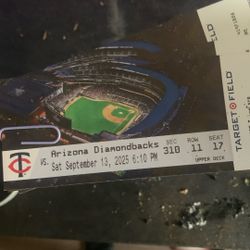 TC
vs. Arizona Diamondbacks
Sat September 13, 2025 6:10 PM
SEC ROW SEAT
310 11 17
UPPER DECK
TARGET FIELD